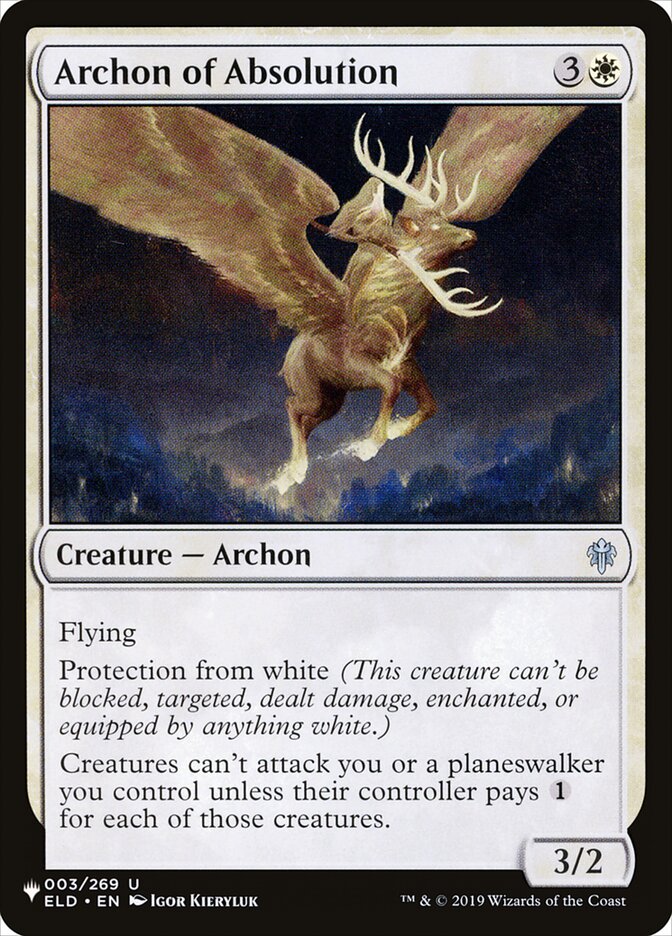 Archon of Absolution 3
Creature — Archon
Flying
Protection from white (This creature can't be
blocked, targeted, dealt damage, enchanted, or
equipped by anything white.)
Creatures can't attack you or a planeswalker
you control unless their controller pays 1
for each of those creatures.
3/2
003/269 U
ELD • EN Igor Kieryluk
™ & © 2019 Wizards of the Coast